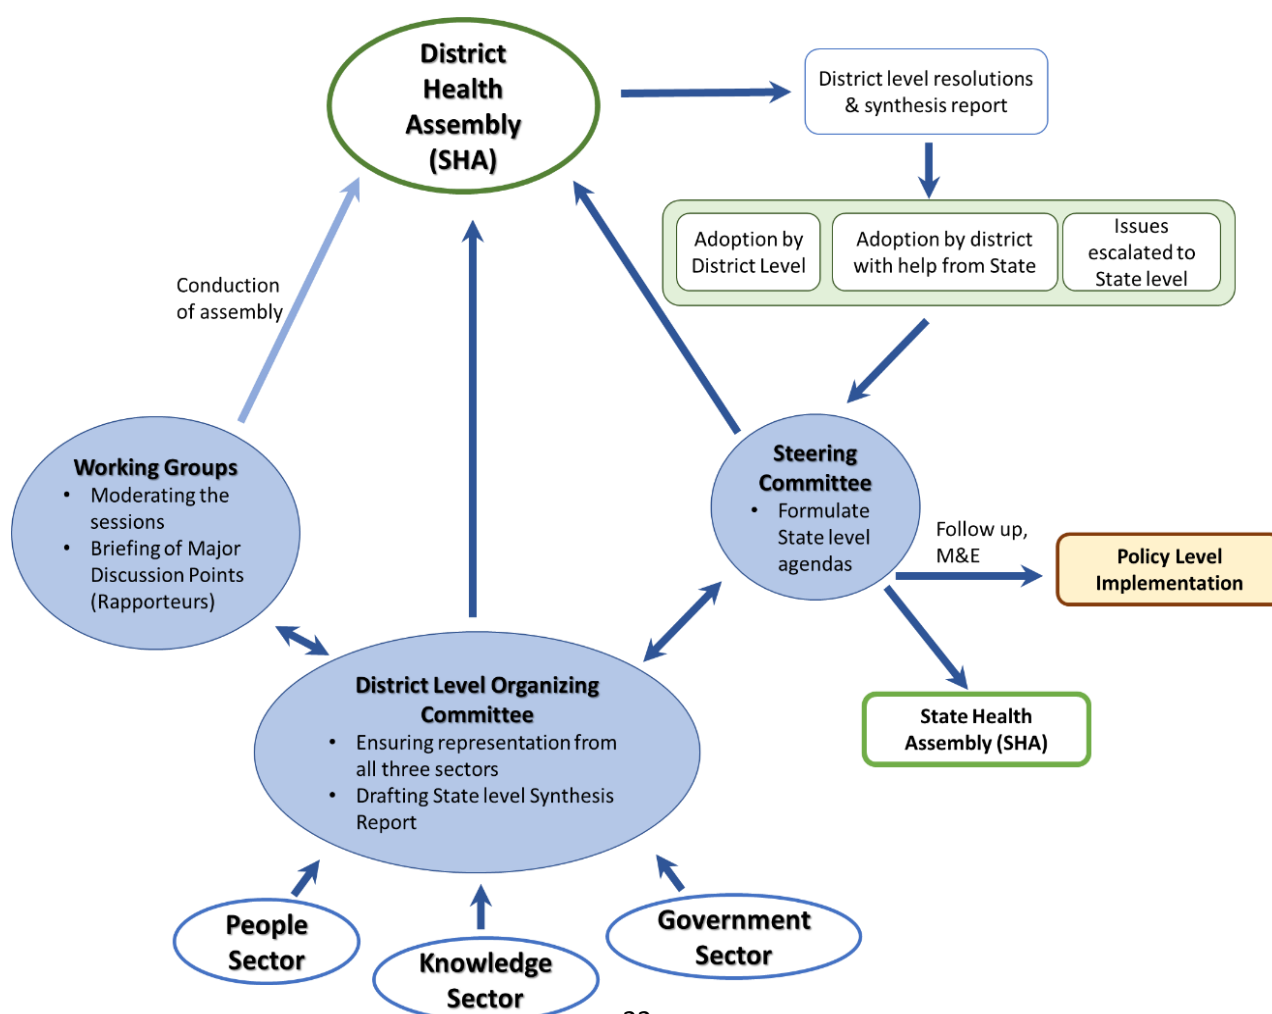 District
Health
Assembly
(SHA)
District level resolutions
& synthesis report
Adoption by
District Level
Adoption by district
with help from State
Issues
escalated to
State level
Conduction
of assembly
Working Groups
• Moderating the
sessions
• Briefing of Major
Discussion Points
(Rapporteurs)
Steering
Committee
• Formulate
State level
agendas
Follow up,
M&E
Policy Level
Implementation
State Health
Assembly (SHA)
District Level Organizing
Committee
• Ensuring representation from
all three sectors
• Drafting State level Synthesis
Report
People
Sector
Knowledge
Sector
Government
Sector